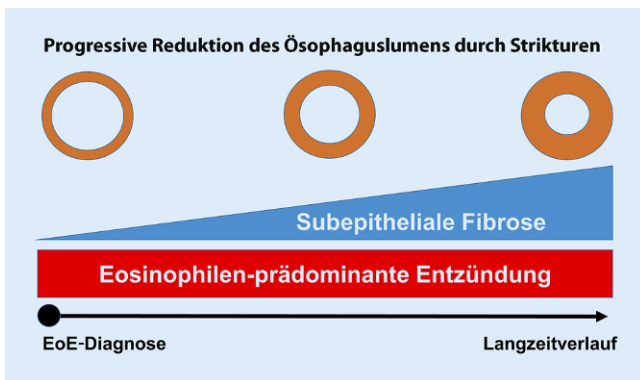 Progressive Reduktion des Ösophaguslumens durch Strikturen
Subepitheliale Fibrose
Eosinophilen-prädominante Entzündung
EoE-Diagnose
Langzeitverlauf